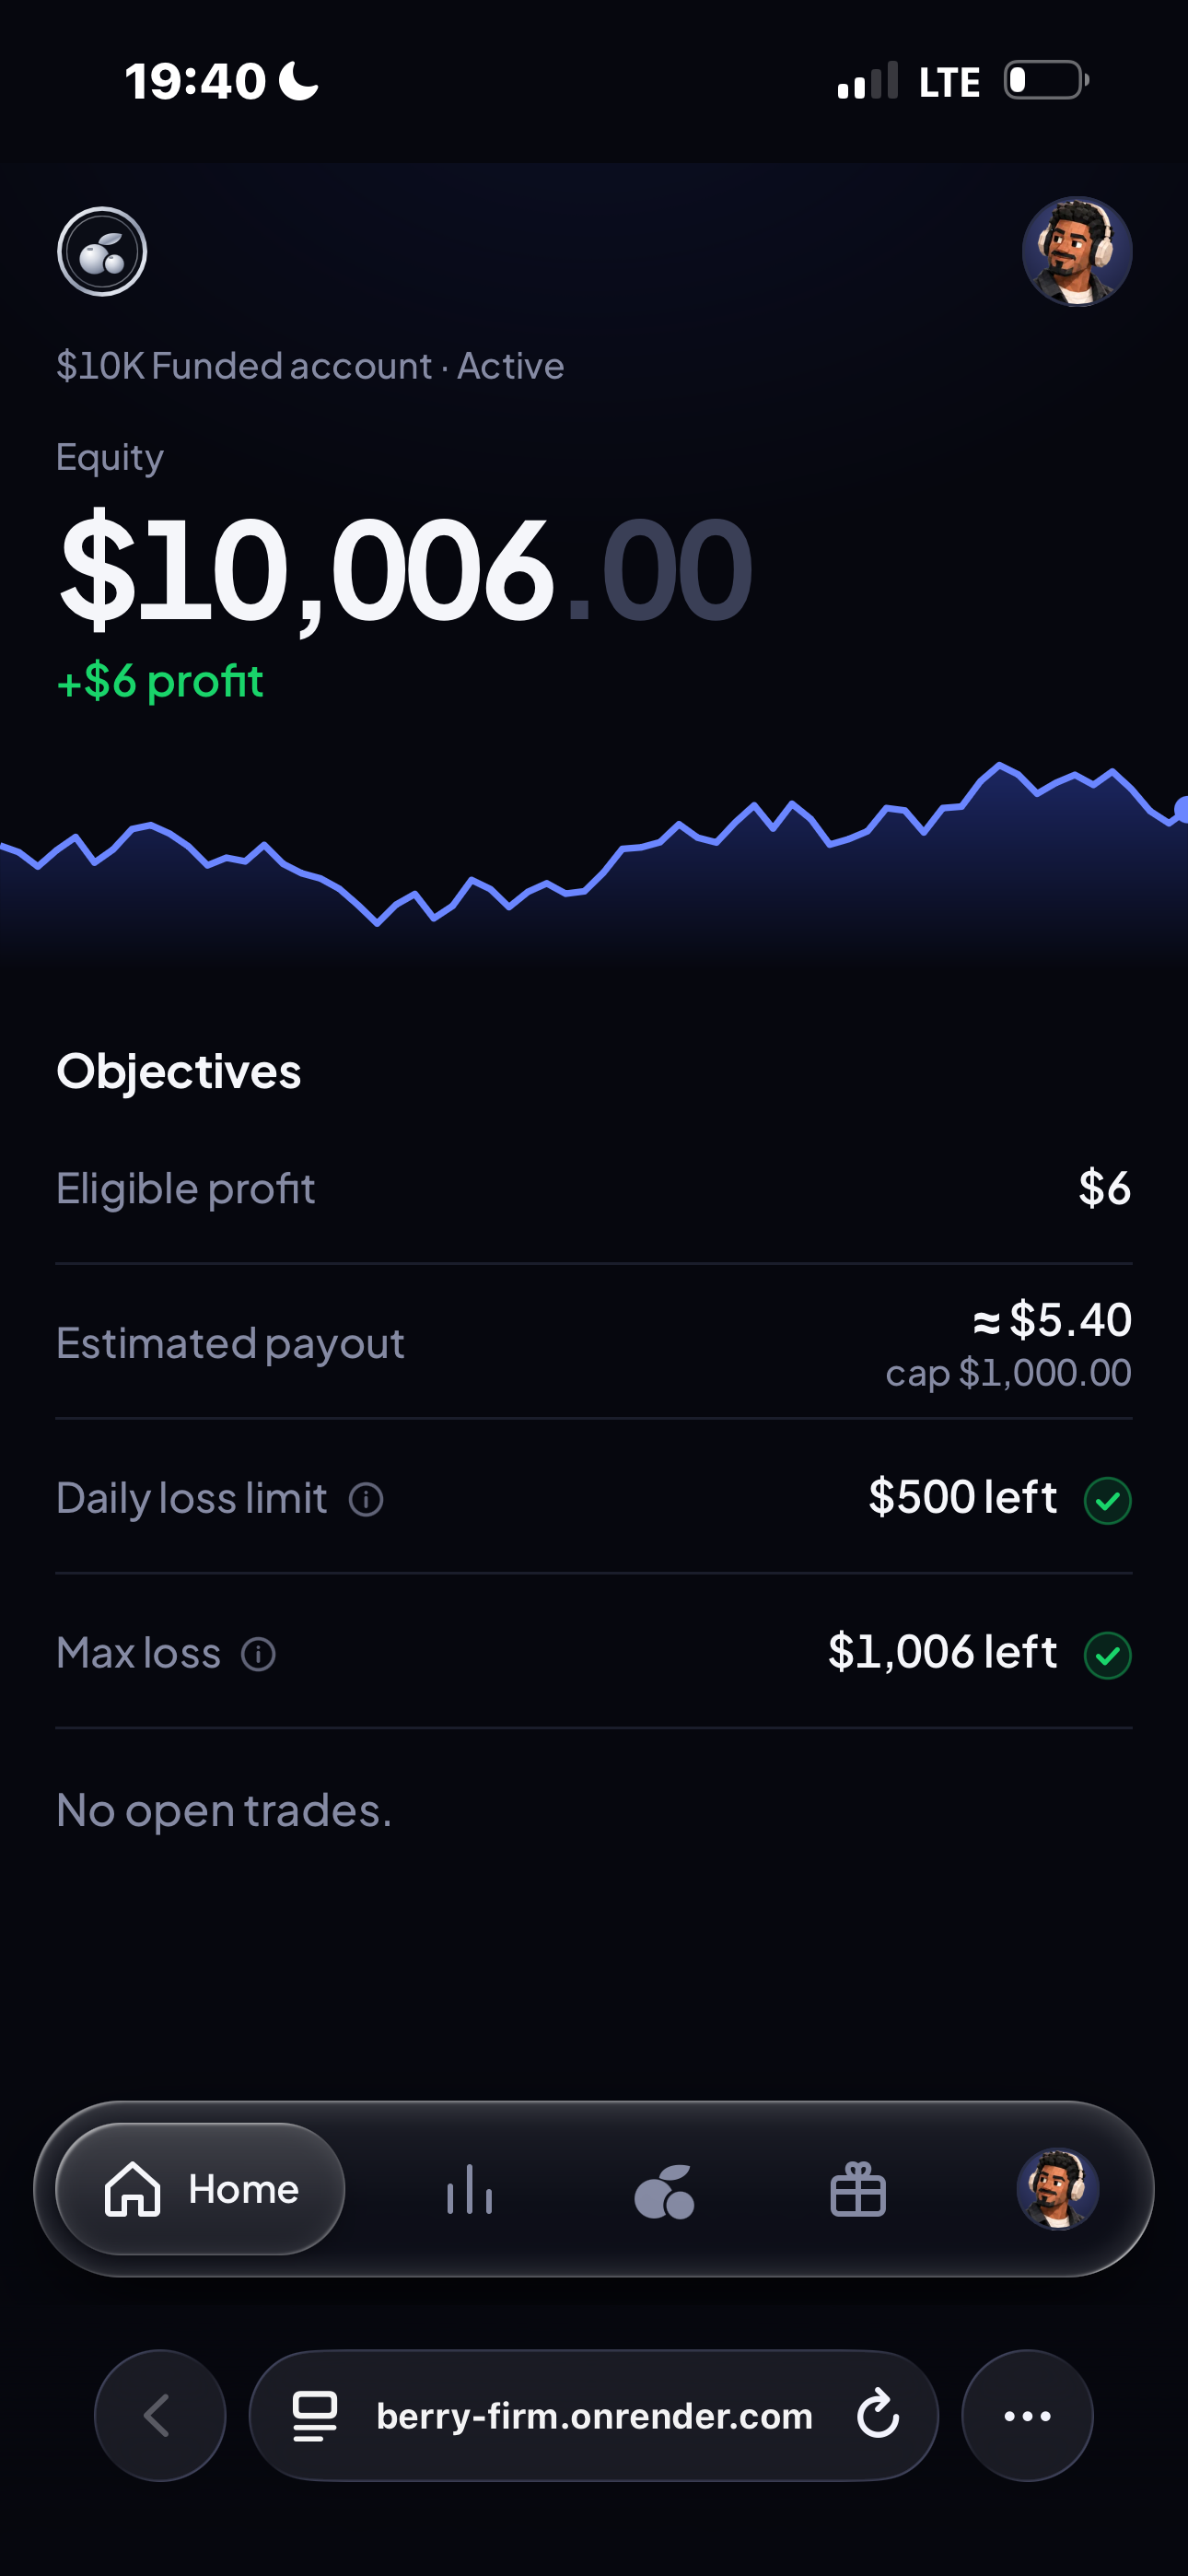 19:40 LTE
$10K Funded account · Active
Equity
$10,006.00
+$6 profit
Objectives
Eligible profit $6
Estimated payout ≈ $5.40
cap $1,000.00
Daily loss limit $500 left
Max loss $1,006 left
No open trades.
Home
berry-firm.onrender.com